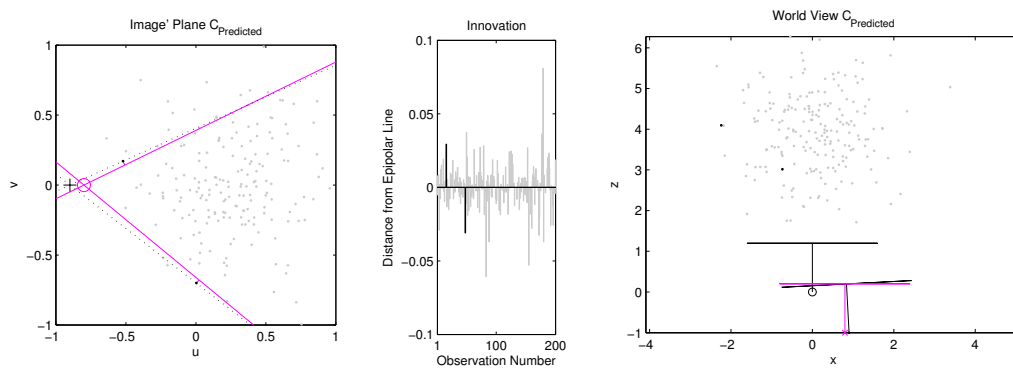 Image' Plane C_Predicted
1
0.5
0
−0.5
−1
−1 −0.5 0 0.5 1
v
u
Innovation
0.1
0.05
0
−0.05
−0.1
1 100 200
Distance from Epipolar Line
Observation Number
World View C_Predicted
6
5
4
3
2
1
0
−1
−4 −2 0 2 4
z
x